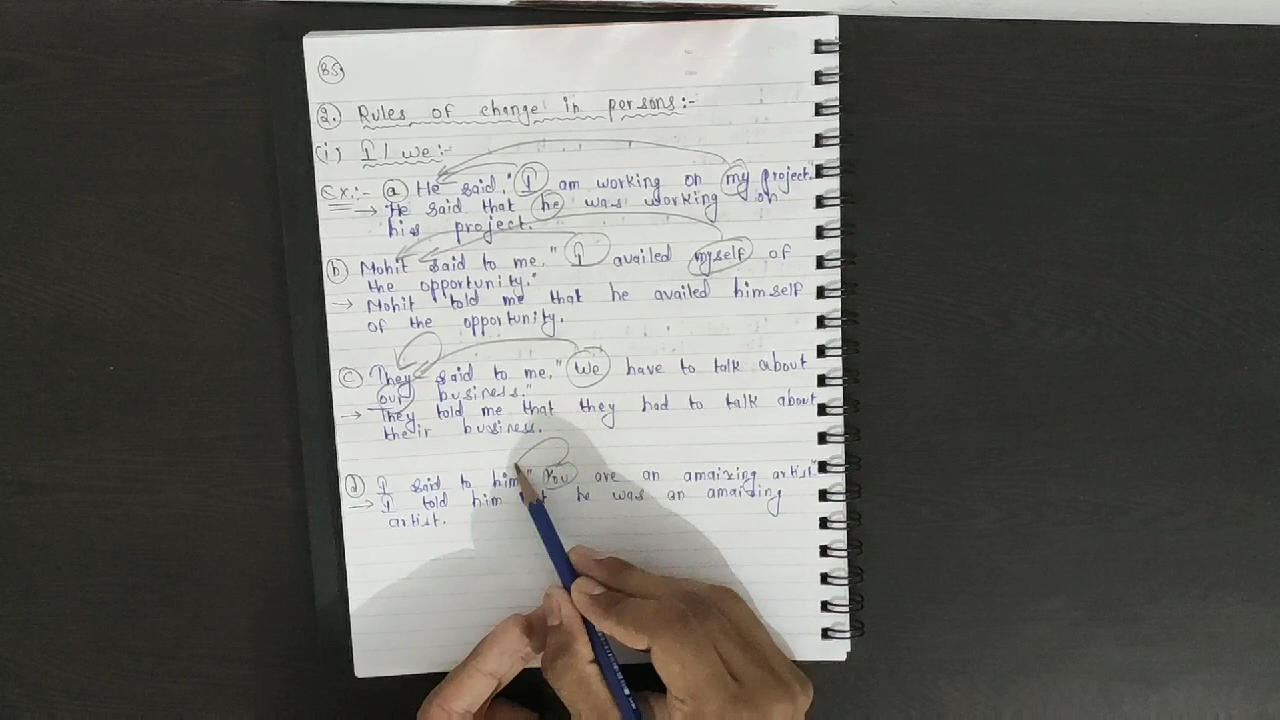 85
2. Rules of change in persons:-
(i) I / we:-
Ex:- (a) He said, "I am working on my project."
→ He said that he was working on
his project.
(b) Mohit said to me, "I availed myself of
the opportunity."
→ Mohit told me that he availed himself
of the opportunity.
(c) They said to me, "We have to talk about
our business."
→ They told me that they had to talk about
their bussiness.
(d) I said to him, "You are an amaizing artist."
→ I told him he was an amaizing
artist.